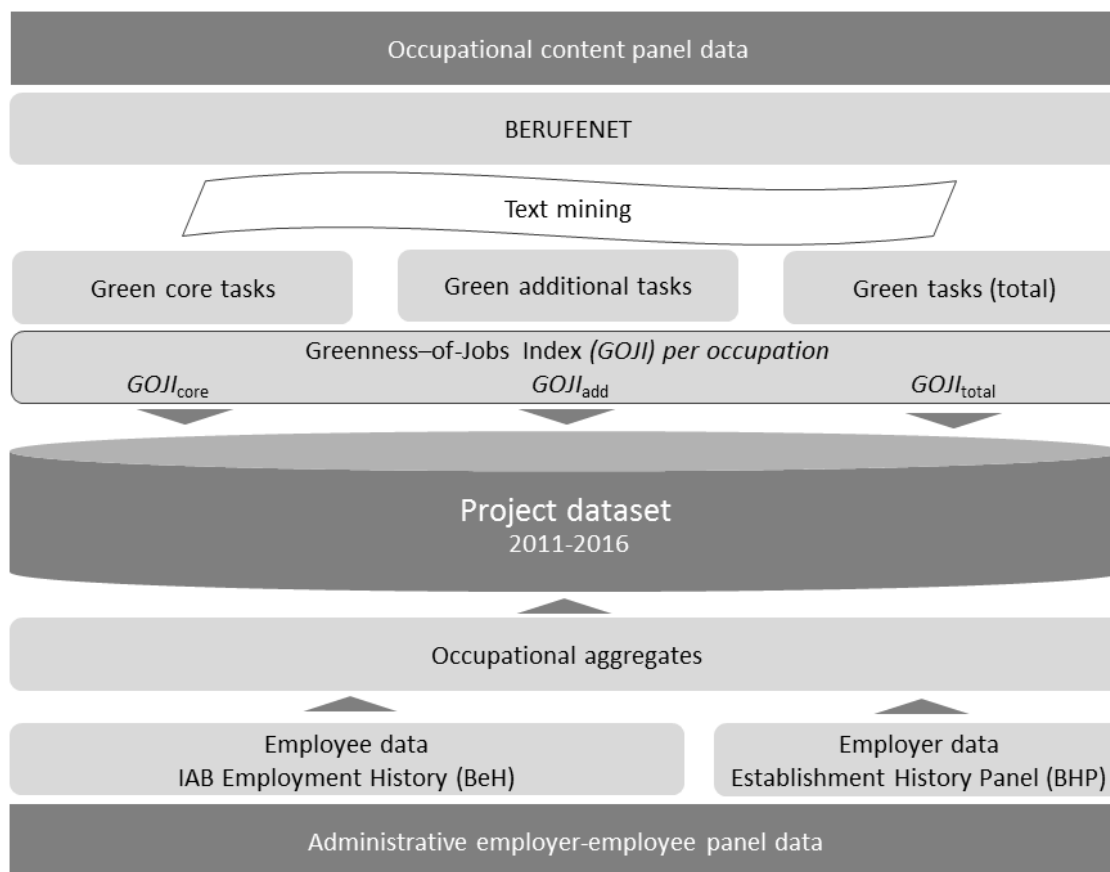 Occupational content panel data
BERUFENET
Text mining
Green core tasks
Green additional tasks
Green tasks (total)
Greenness–of-Jobs Index (GOJI) per occupation
GOJIcore
GOJIadd
GOJItotal
Project dataset
2011-2016
Occupational aggregates
Employee data
IAB Employment History (BeH)
Employer data
Establishment History Panel (BHP)
Administrative employer-employee panel data